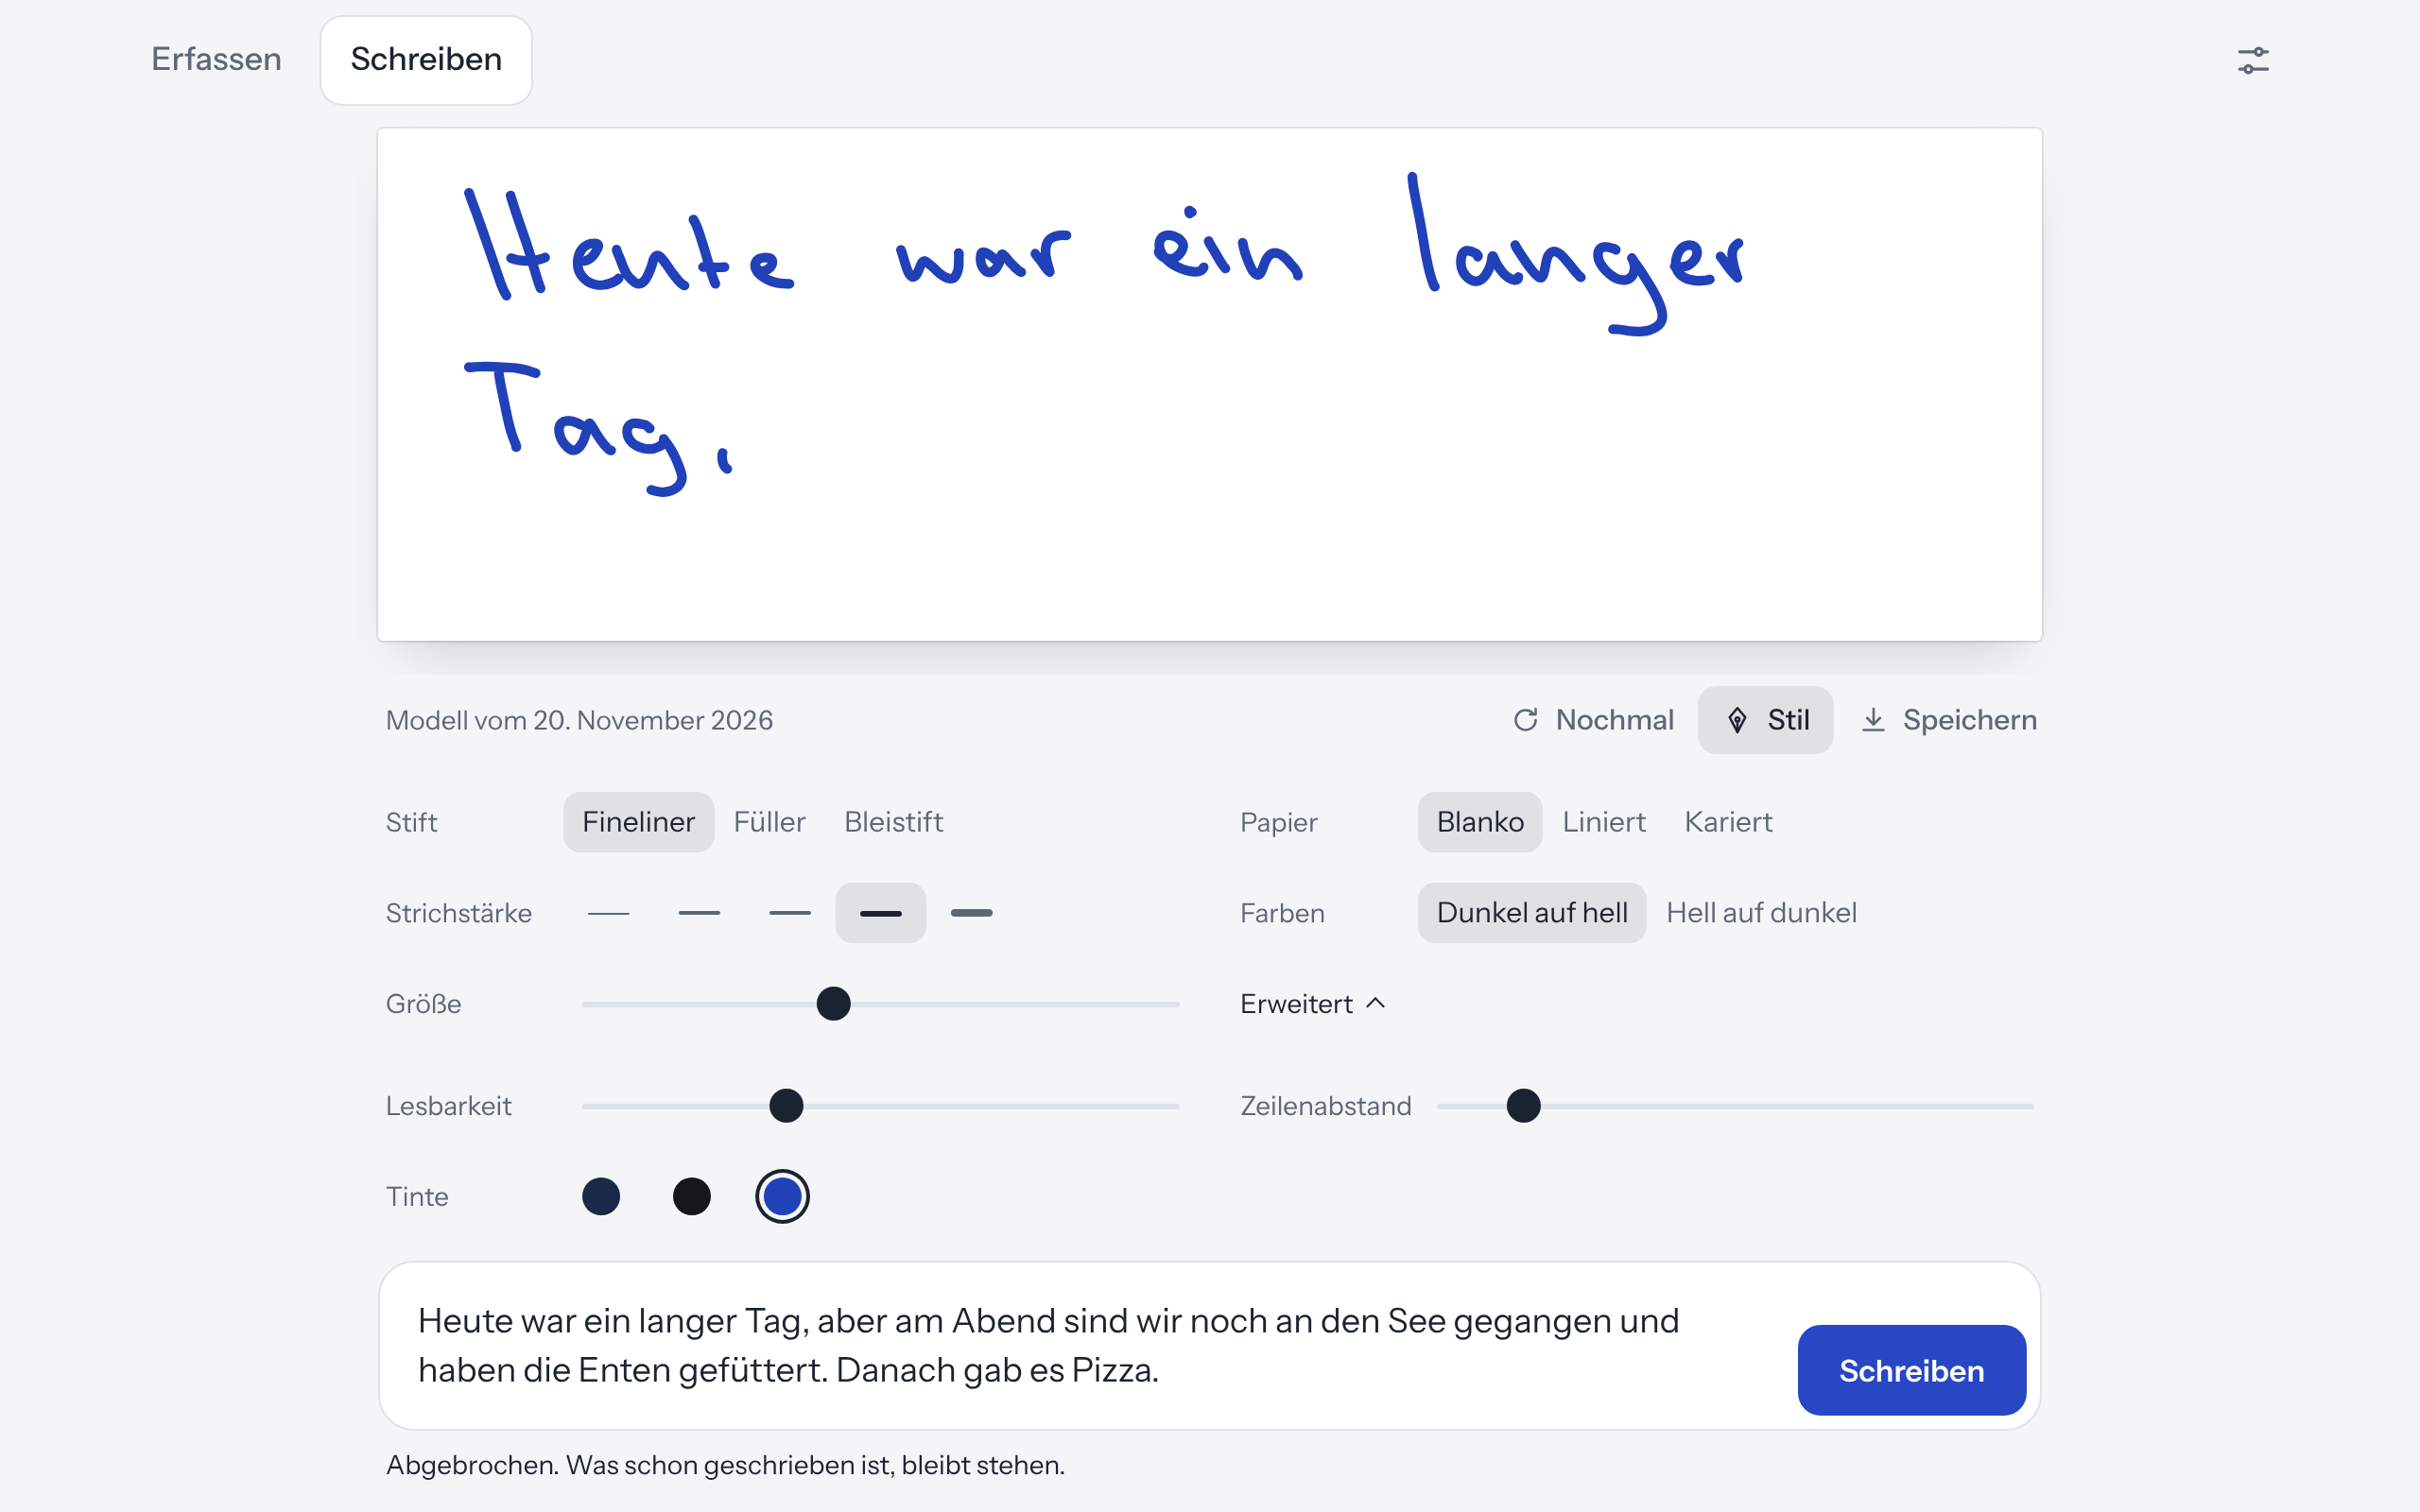 Erfassen
Schreiben
Heute war ein langer
Tag,
Modell vom 20. November 2026
Nochmal
Stil
Speichern
Stift
Fineliner
Füller
Bleistift
Papier
Blanko
Liniert
Kariert
Strichstärke
Farben
Dunkel auf hell
Hell auf dunkel
Größe
Erweitert
Lesbarkeit
Zeilenabstand
Tinte
Heute war ein langer Tag, aber am Abend sind wir noch an den See gegangen und
haben die Enten gefüttert. Danach gab es Pizza.
Schreiben
Abgebrochen. Was schon geschrieben ist, bleibt stehen.